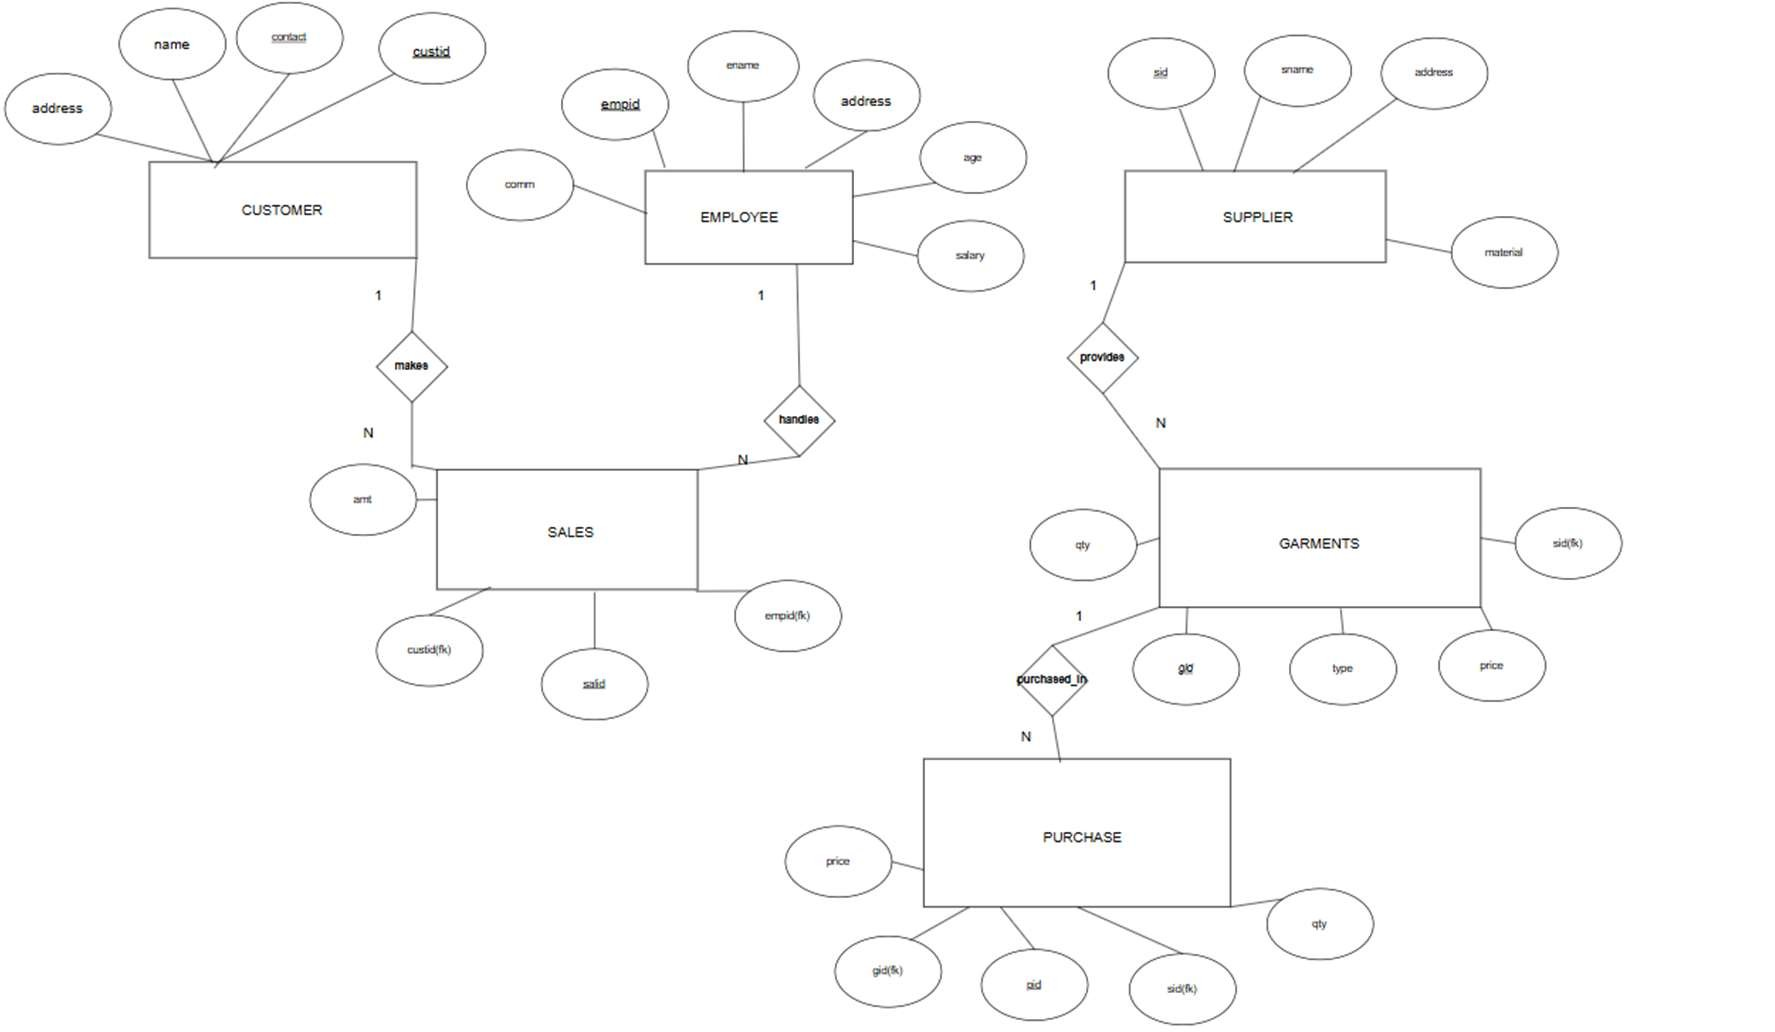 name
contact
custid
address
CUSTOMER
empid
ename
address
age
comm
salary
EMPLOYEE
sid
sname
address
material
SUPPLIER
1
makes
N
1
handles
N
1
provides
N
amt
SALES
custid(fk)
salid
empid(fk)
qty
GARMENTS
sid(fk)
gid
type
price
1
purchased_in
N
PURCHASE
price
gid(fk)
pid
sid(fk)
qty